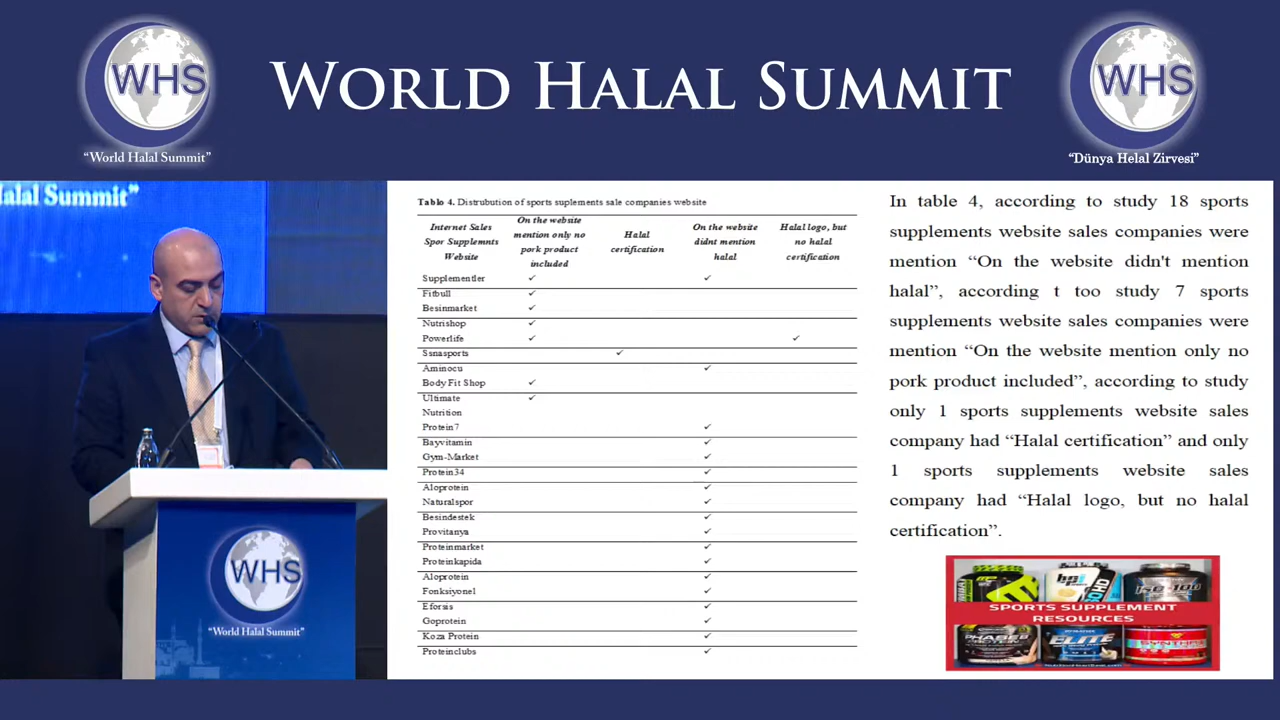 WORLD HALAL SUMMIT
WHS
"World Halal Summit"
WHS
"Dünya Helal Zirvesi"
alal Summit"
WHS
"World Halal Summit"
Tablo 4. Distrubution of sports suplements sale companies website
Internet Sales Spor Supplemnts Website | On the website mention only no pork product included | Halal certification | On the website didnt mention halal | Halal logo, but no halal certification
Supplementler ✓ ✓
Fitbull ✓
Besinmarket ✓
Nutrishop ✓
Powerlife ✓ ✓
Ssnasports ✓
Aminocu ✓
Body Fit Shop ✓
Ultimate ✓
Nutrition
Protein7 ✓
Bayvitamin ✓
Gym-Market ✓
Protein34 ✓
Aloprotein ✓
Naturalspor ✓
Besindestek ✓
Provitanya ✓
Proteinmarket ✓
Proteinkapida ✓
Aloprotein ✓
Fonksiyonel ✓
Eforsis ✓
Goprotein ✓
Koza Protein ✓
Proteinclubs ✓
In table 4, according to study 18 sports
supplements website sales companies were
mention "On the website didn't mention
halal", according t too study 7 sports
supplements website sales companies were
mention "On the website mention only no
pork product included", according to study
only 1 sports supplements website sales
company had "Halal certification" and only
1 sports supplements website sales
company had "Halal logo, but no halal
certification".
SPORTS SUPPLEMENT
RESOURCES
ELITE